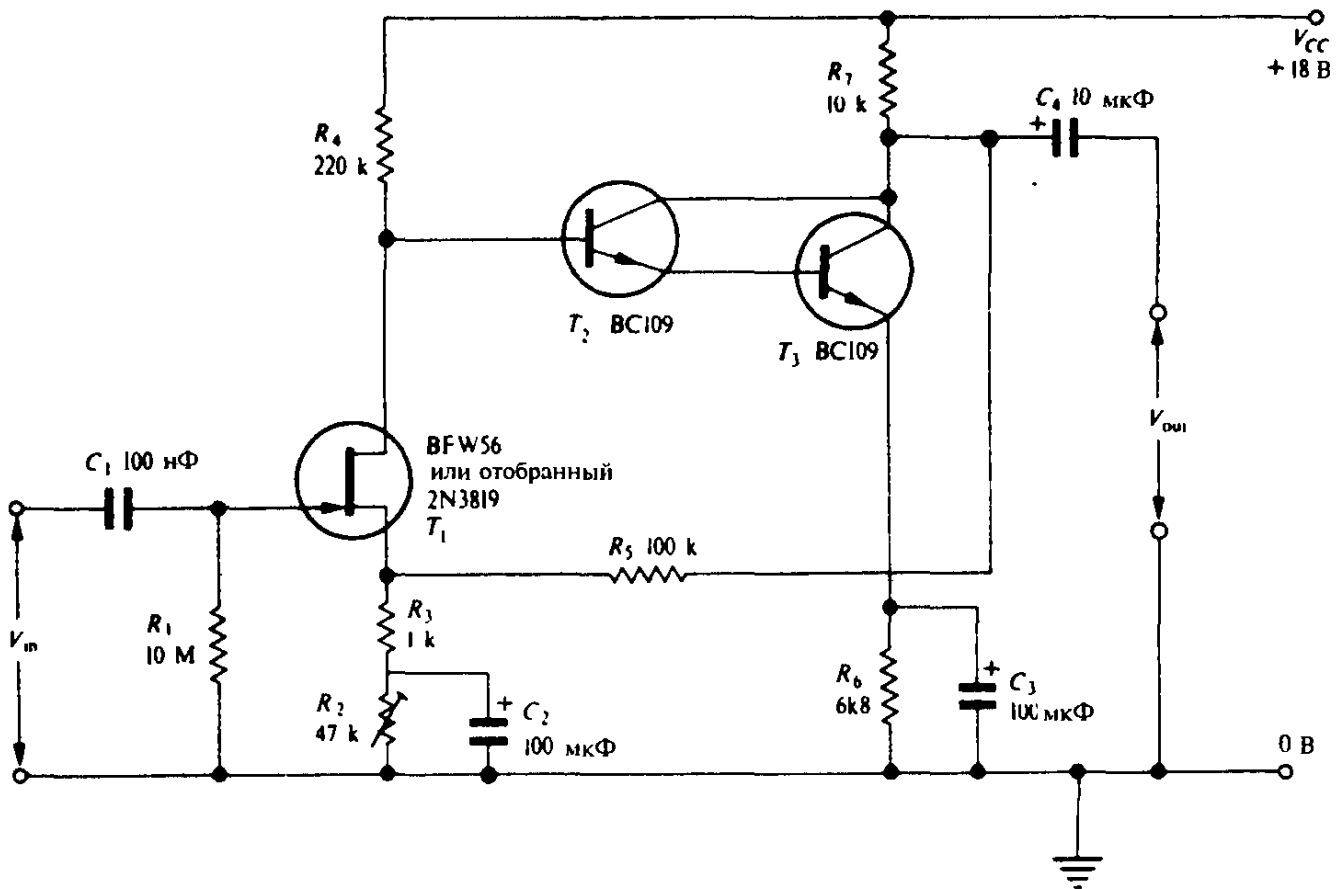 V_CC
+ 18 В
R_7
10 k
C_4 10 мкФ
+
R_4
220 k
T_2 BC109
T_3 BC109
BFW56
или отобранный
2N3819
T_1
C_1 100 нФ
V_OUT
R_5 100 k
R_3
1 k
R_1
10 M
V_in
R_2
47 k
+
C_2
100 мкФ
R_6
6k8
+
C_3
100 мкФ
0 В